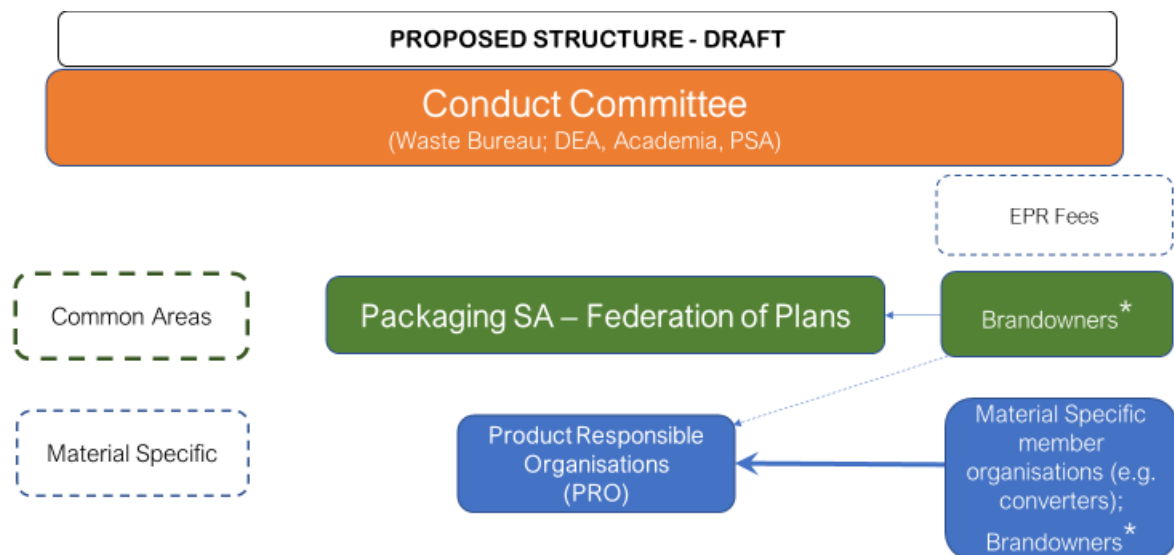 PROPOSED STRUCTURE - DRAFT
Conduct Committee
(Waste Bureau; DEA, Academia, PSA)
EPR Fees
Common Areas
Packaging SA – Federation of Plans
Brandowners*
Material Specific
Product Responsible
Organisations
(PRO)
Material Specific
member
organisations (e.g.
converters);
Brandowners*